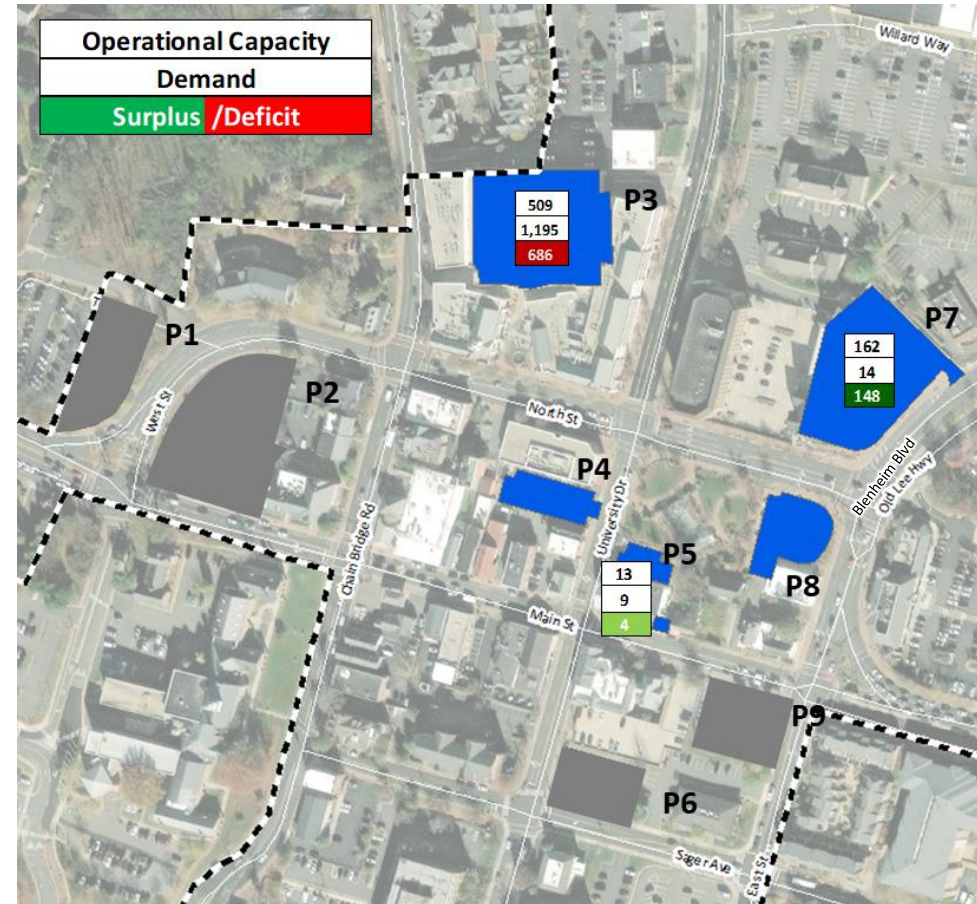 Operational Capacity
Demand
Surplus /Deficit
Willard Way
P3
509
1,195
686
P7
162
14
148
P1
P2
West St
North St
Blenheim Blvd
Old Lee Hwy
P4
University Dr
Chain Bridge Rd
P5
13
9
4
P8
Main St
P9
P6
Sager Ave
East St